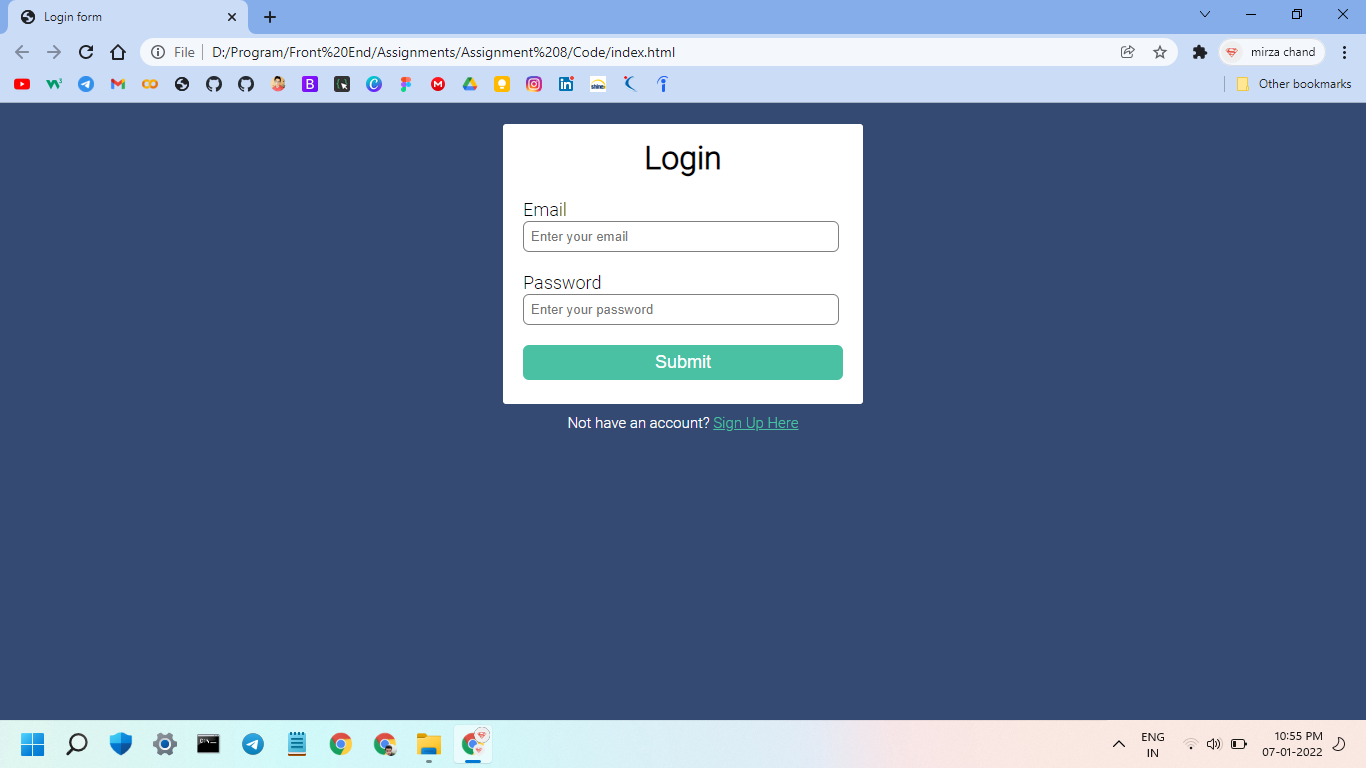 Login form
File
D:/Program/Front%20End/Assignments/Assignment%208/Code/index.html
mirza chand
Other bookmarks
Login
Email
Enter your email
Password
Enter your password
Submit
Not have an account? Sign Up Here
ENG
IN
10:55 PM
07-01-2022